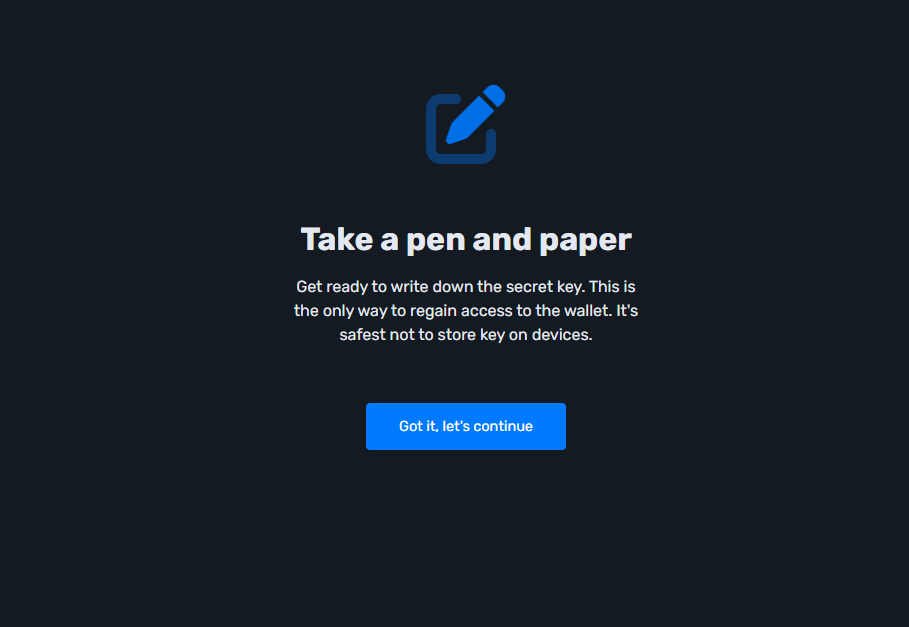 Take a pen and paper
Get ready to write down the secret key. This is
the only way to regain access to the wallet. It's
safest not to store key on devices.
Got it, let's continue